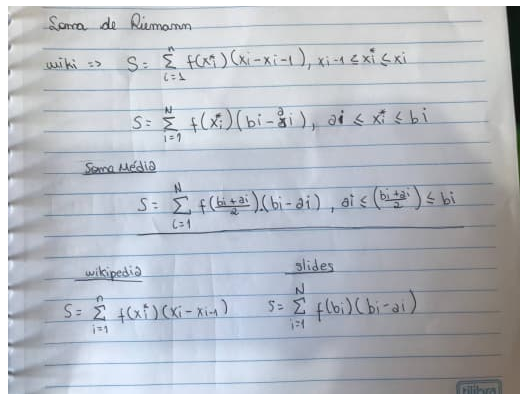 Soma de Riemann
wiki => S = Σ_{i=1}^{n} f(xi*)(xi-xi-1), xi-1 ≤ xi* ≤ xi
S = Σ_{i=1}^{N} f(xi*)(bi-ai), ai ≤ xi* ≤ bi
Soma Média
S = Σ_{i=1}^{N} f((bi+ai)/2).(bi-ai), ai ≤ ((bi+ai)/2) ≤ bi
wikipedia
S = Σ_{i=1}^{n} f(xi*)(xi-xi-1)
slides
S = Σ_{i=1}^{N} f(bi)(bi-ai)
tilibra